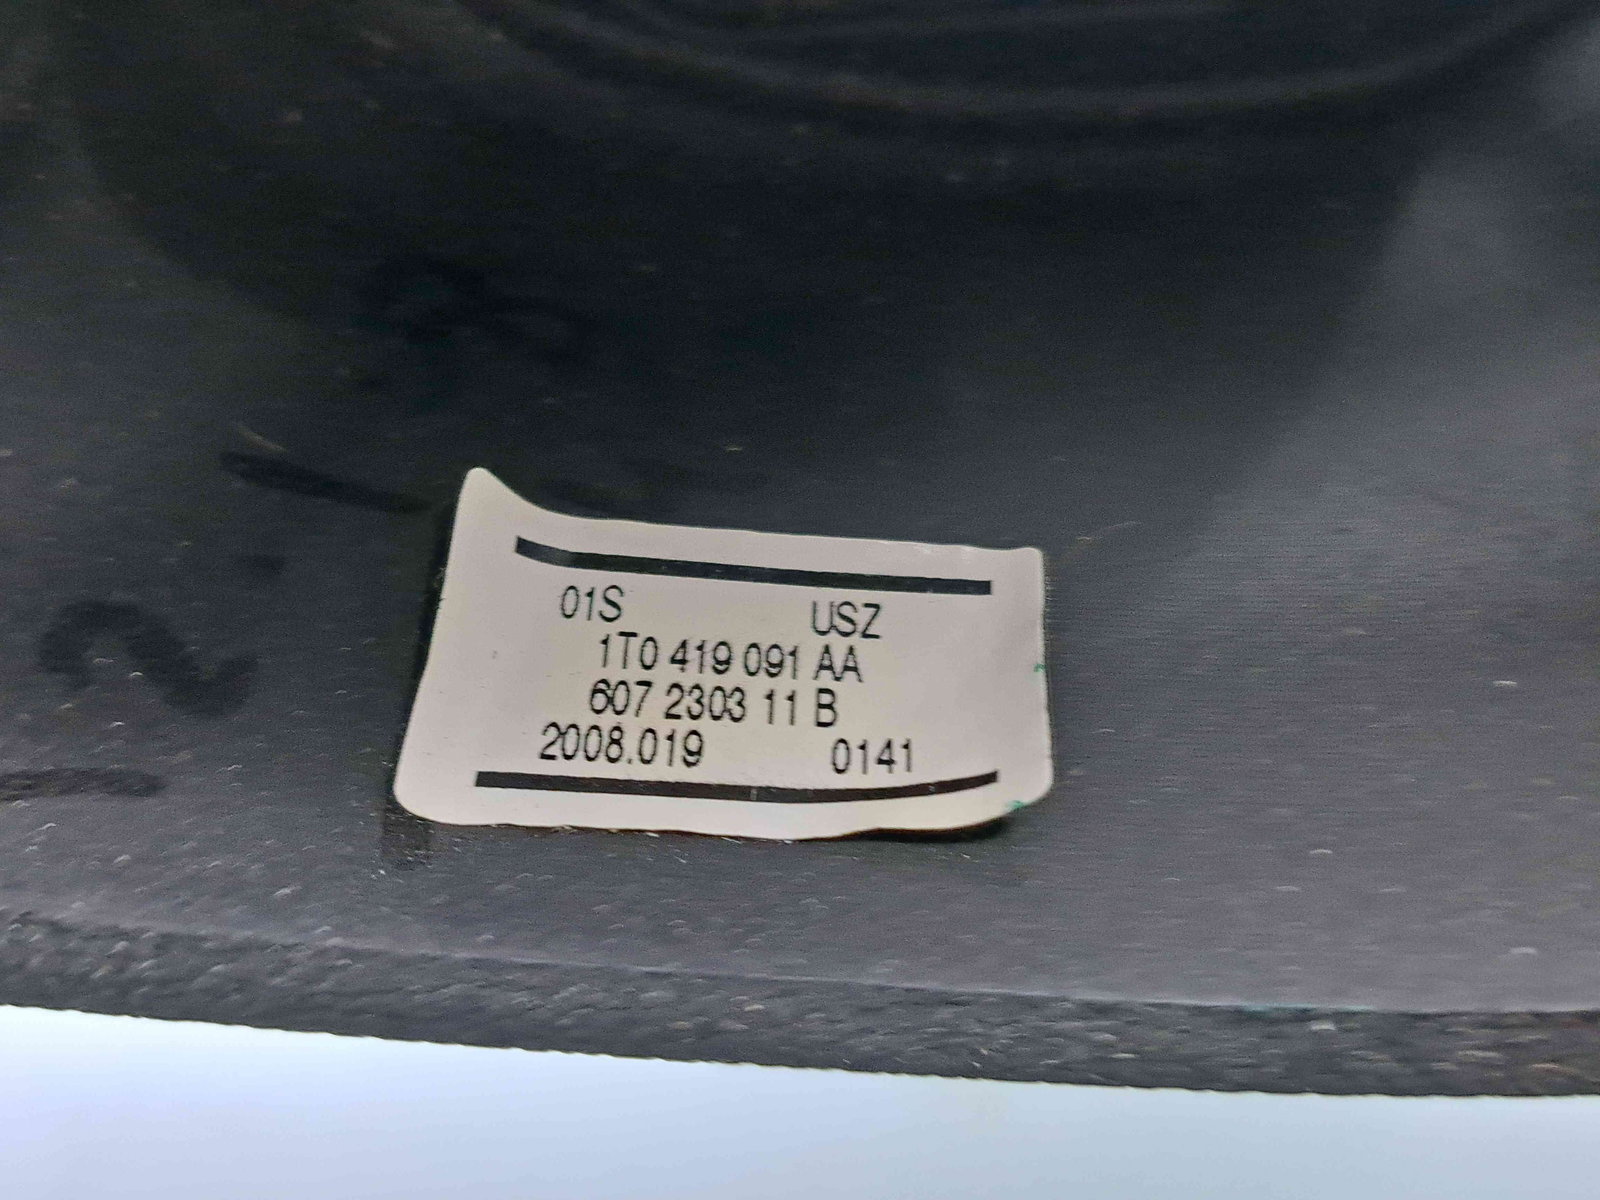 01S USZ
1T0 419 091 AA
607 2303 11 B
2008.019 0141